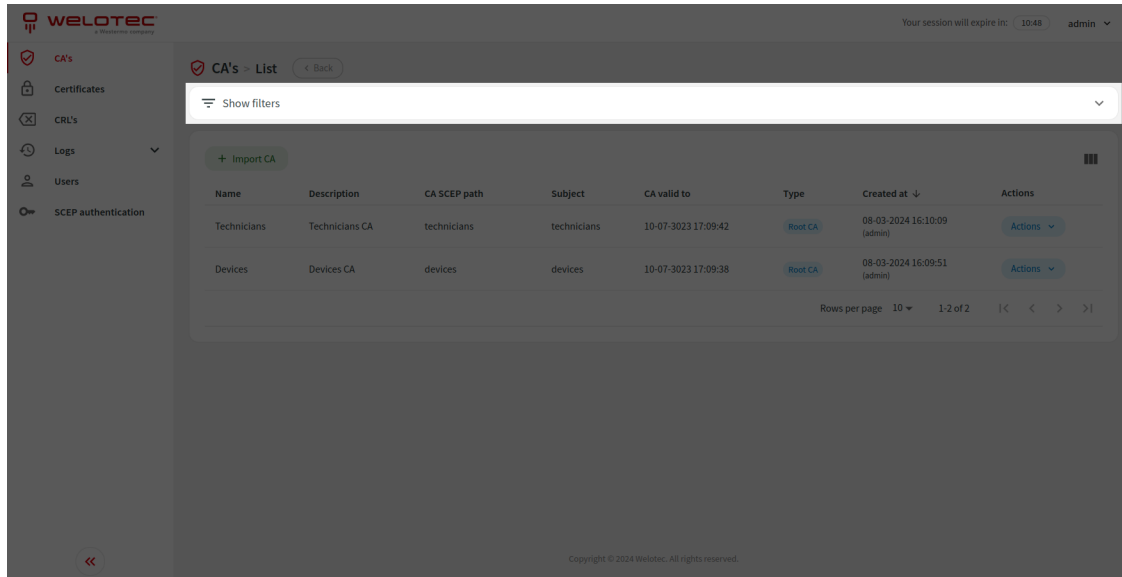 WELOTEC
a Westermo company
Your session will expire in: 10:48 admin
CA's
Certificates
CRL's
Logs
Users
SCEP authentication
CA's > List < Back
Show filters
+ Import CA
Name Description CA SCEP path Subject CA valid to Type Created at ↓ Actions
Technicians Technicians CA technicians technicians 10-07-3023 17:09:42 Root CA 08-03-2024 16:10:09 (admin) Actions
Devices Devices CA devices devices 10-07-3023 17:09:38 Root CA 08-03-2024 16:09:51 (admin) Actions
Rows per page 10 1-2 of 2
Copyright © 2024 Welotec. All rights reserved.